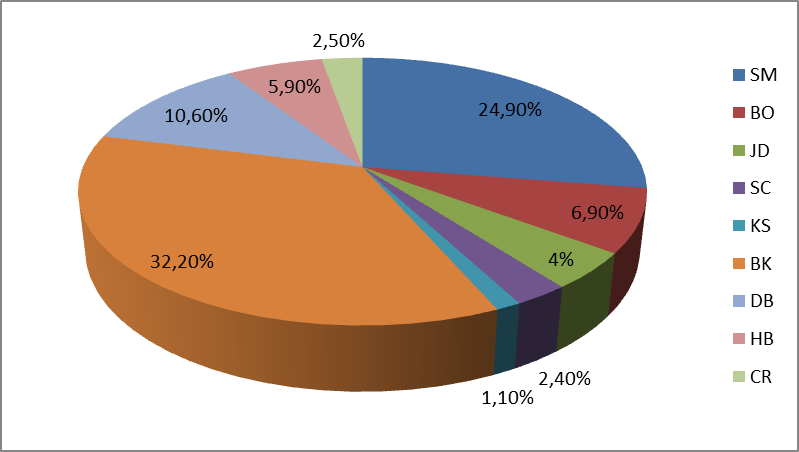 2,50%
5,90%
24,90%
10,60%
6,90%
4%
32,20%
2,40%
1,10%
SM
BO
JD
SC
KS
BK
DB
HB
CR